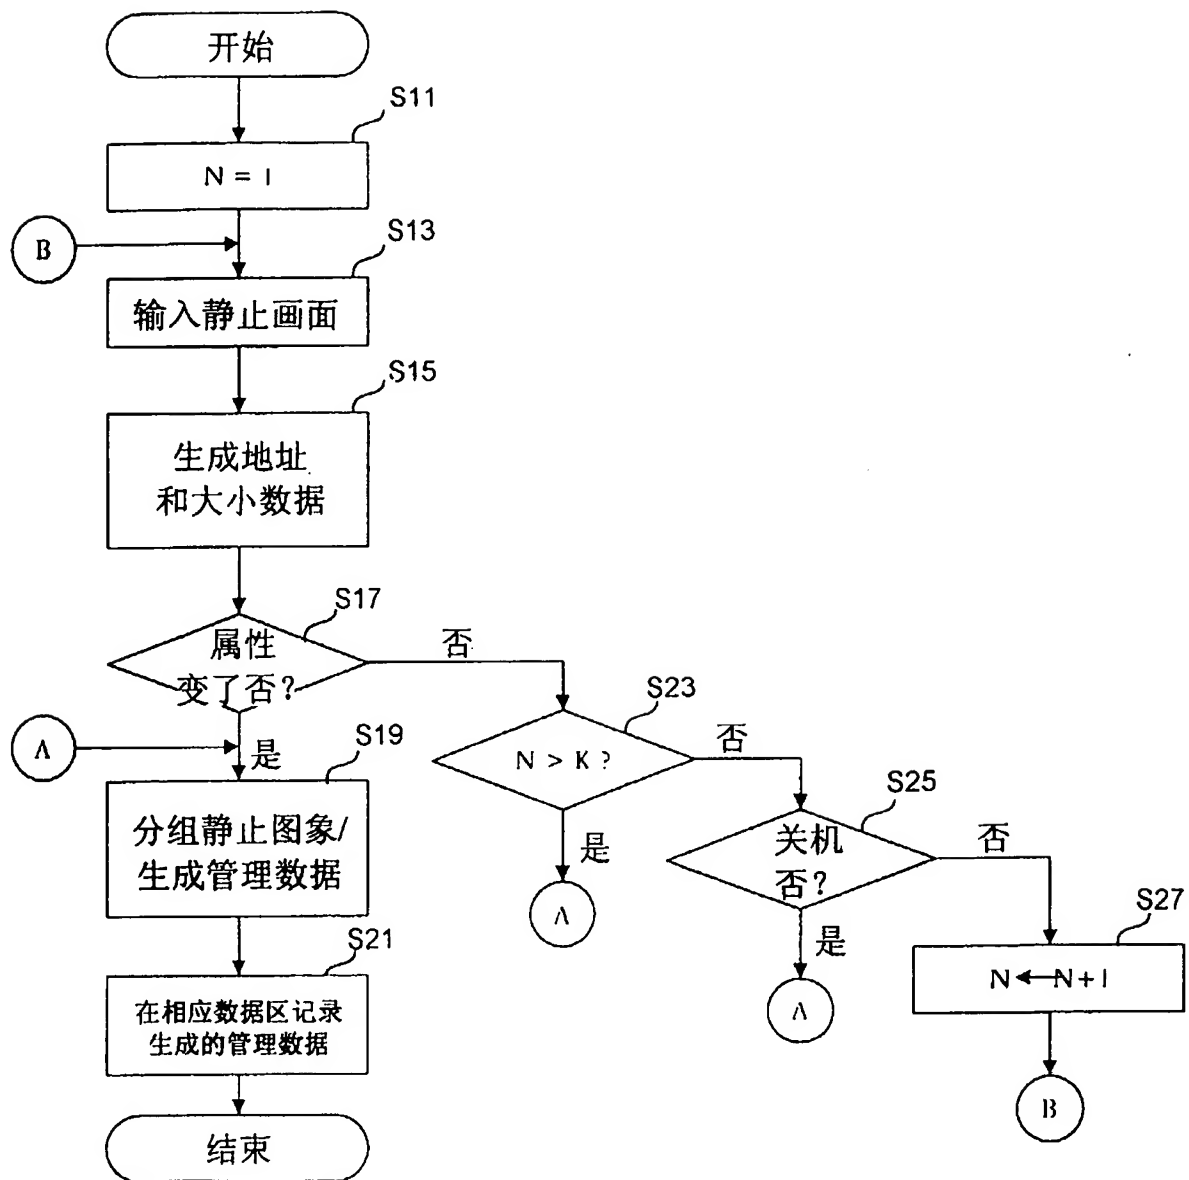 开始
S11
N = 1
B
S13
输入静止画面
S15
生成地址
和大小数据
S17
属性
变了否?
否
A
是
S19
分组静止图象/
生成管理数据
S21
在相应数据区记录
生成的管理数据
结束
S23
N > K ?
否
是
A
S25
关机
否?
否
是
A
S27
N←N+1
B